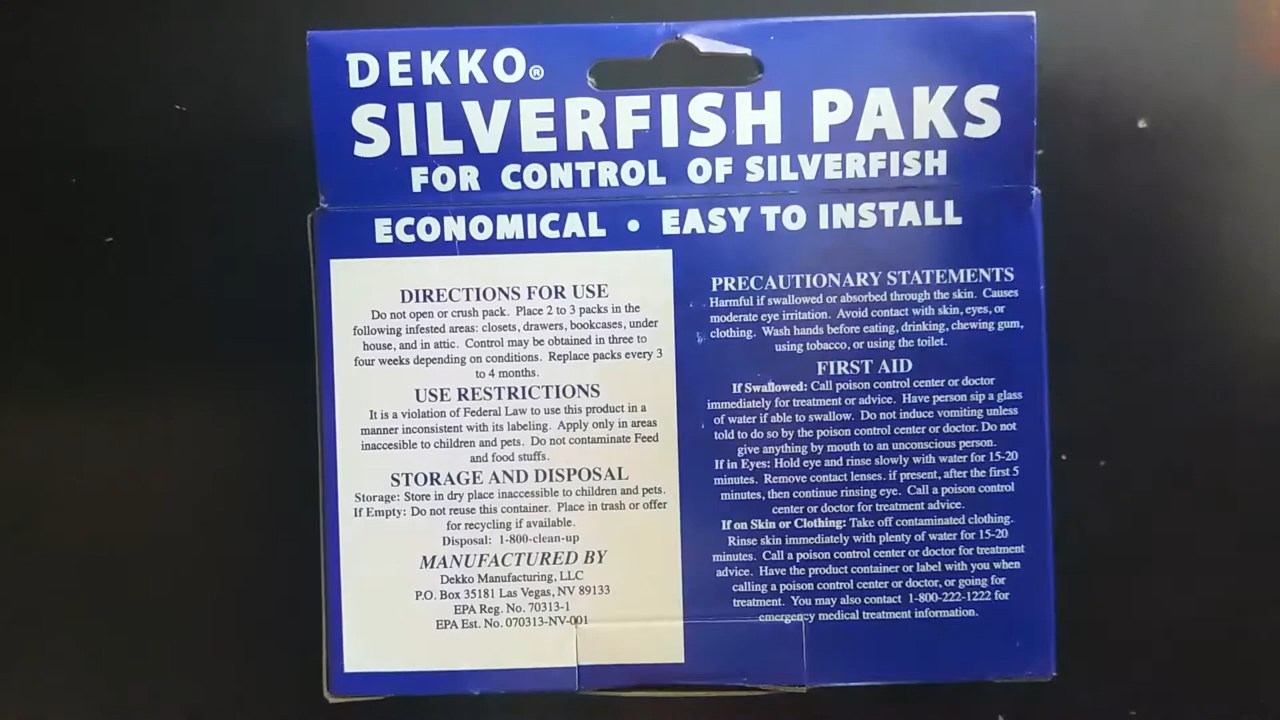 DEKKO®
SILVERFISH PAKS
FOR CONTROL OF SILVERFISH
ECONOMICAL • EASY TO INSTALL
DIRECTIONS FOR USE
Do not open or crush pack. Place 2 to 3 packs in the
following infested areas: closets, drawers, bookcases, under
house, and in attic. Control may be obtained in three to
four weeks depending on conditions. Replace packs every 3
to 4 months.
USE RESTRICTIONS
It is a violation of Federal Law to use this product in a
manner inconsistent with its labeling. Apply only in areas
inaccesible to children and pets. Do not contaminate Feed
and food stuffs.
STORAGE AND DISPOSAL
Storage: Store in dry place inaccessible to children and pets.
If Empty: Do not reuse this container. Place in trash or offer
for recycling if available.
Disposal: 1-800-clean-up
MANUFACTURED BY
Dekko Manufacturing, LLC
P.O. Box 35181 Las Vegas, NV 89133
EPA Reg. No. 70313-1
EPA Est. No. 070313-NV-001
PRECAUTIONARY STATEMENTS
Harmful if swallowed or absorbed through the skin. Causes
moderate eye irritation. Avoid contact with skin, eyes, or
clothing. Wash hands before eating, drinking, chewing gum,
using tobacco, or using the toilet.
FIRST AID
If Swallowed: Call poison control center or doctor
immediately for treatment or advice. Have person sip a glass
of water if able to swallow. Do not induce vomiting unless
told to do so by the poison control center or doctor. Do not
give anything by mouth to an unconscious person.
If in Eyes: Hold eye and rinse slowly with water for 15-20
minutes. Remove contact lenses. if present, after the first 5
minutes, then continue rinsing eye. Call a poison control
center or doctor for treatment advice.
If on Skin or Clothing: Take off contaminated clothing.
Rinse skin immediately with plenty of water for 15-20
minutes. Call a poison control center or doctor for treatment
advice. Have the product container or label with you when
calling a poison control center or doctor, or going for
treatment. You may also contact 1-800-222-1222 for
emergency medical treatment information.